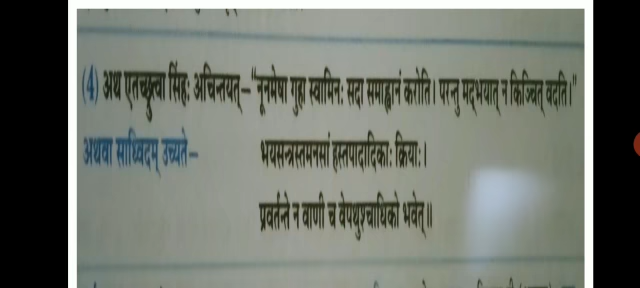 (4) अथ एतच्छ्रुत्वा सिंहः अचिन्तयत्–"नूनमेषा गुहा स्वामिनः सदा समाह्वानं करोति। परन्तु मद्भयात् न किञ्चित् वदति।"
अथवा साध्विदम् उच्यते–
भयसन्त्रस्तमनसां हस्तपादादिकाः क्रियाः।
प्रवर्तन्ते न वाणी च वेपथुश्चाधिको भवेत्॥